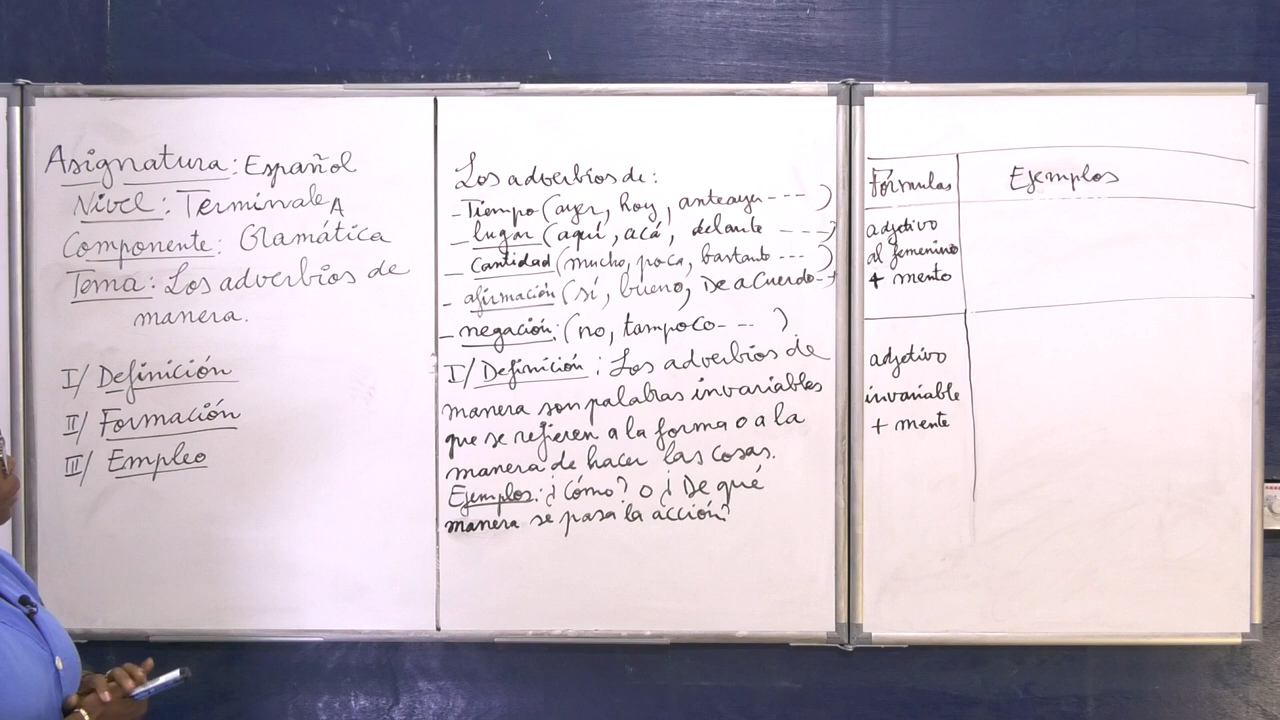 Asignatura: Español
Nivel: Terminale A
Componente: Gramática
Tema: Los adverbios de
manera.
I/ Definición
II/ Formación
III/ Empleo
Los adverbios de:
- Tiempo (ayer, hoy, anteayer - - - )
- lugar (aquí, acá, delante - - - )
- Cantidad (mucho, poca, bastante - - - )
- afirmación (sí, bueno, De acuerdo - )
- negación: (no, tampoco - - - )
I/ Definición: Los adverbios de
manera son palabras invariables
que se refieren a la forma o a la
manera de hacer las cosas.
Ejemplos: ¿Cómo? o ¿De qué
manera se pasa la acción?
Fórmulas
Ejemplos
adjetivo
al femenino
+ mento
adjetivo
invariable
+ mente